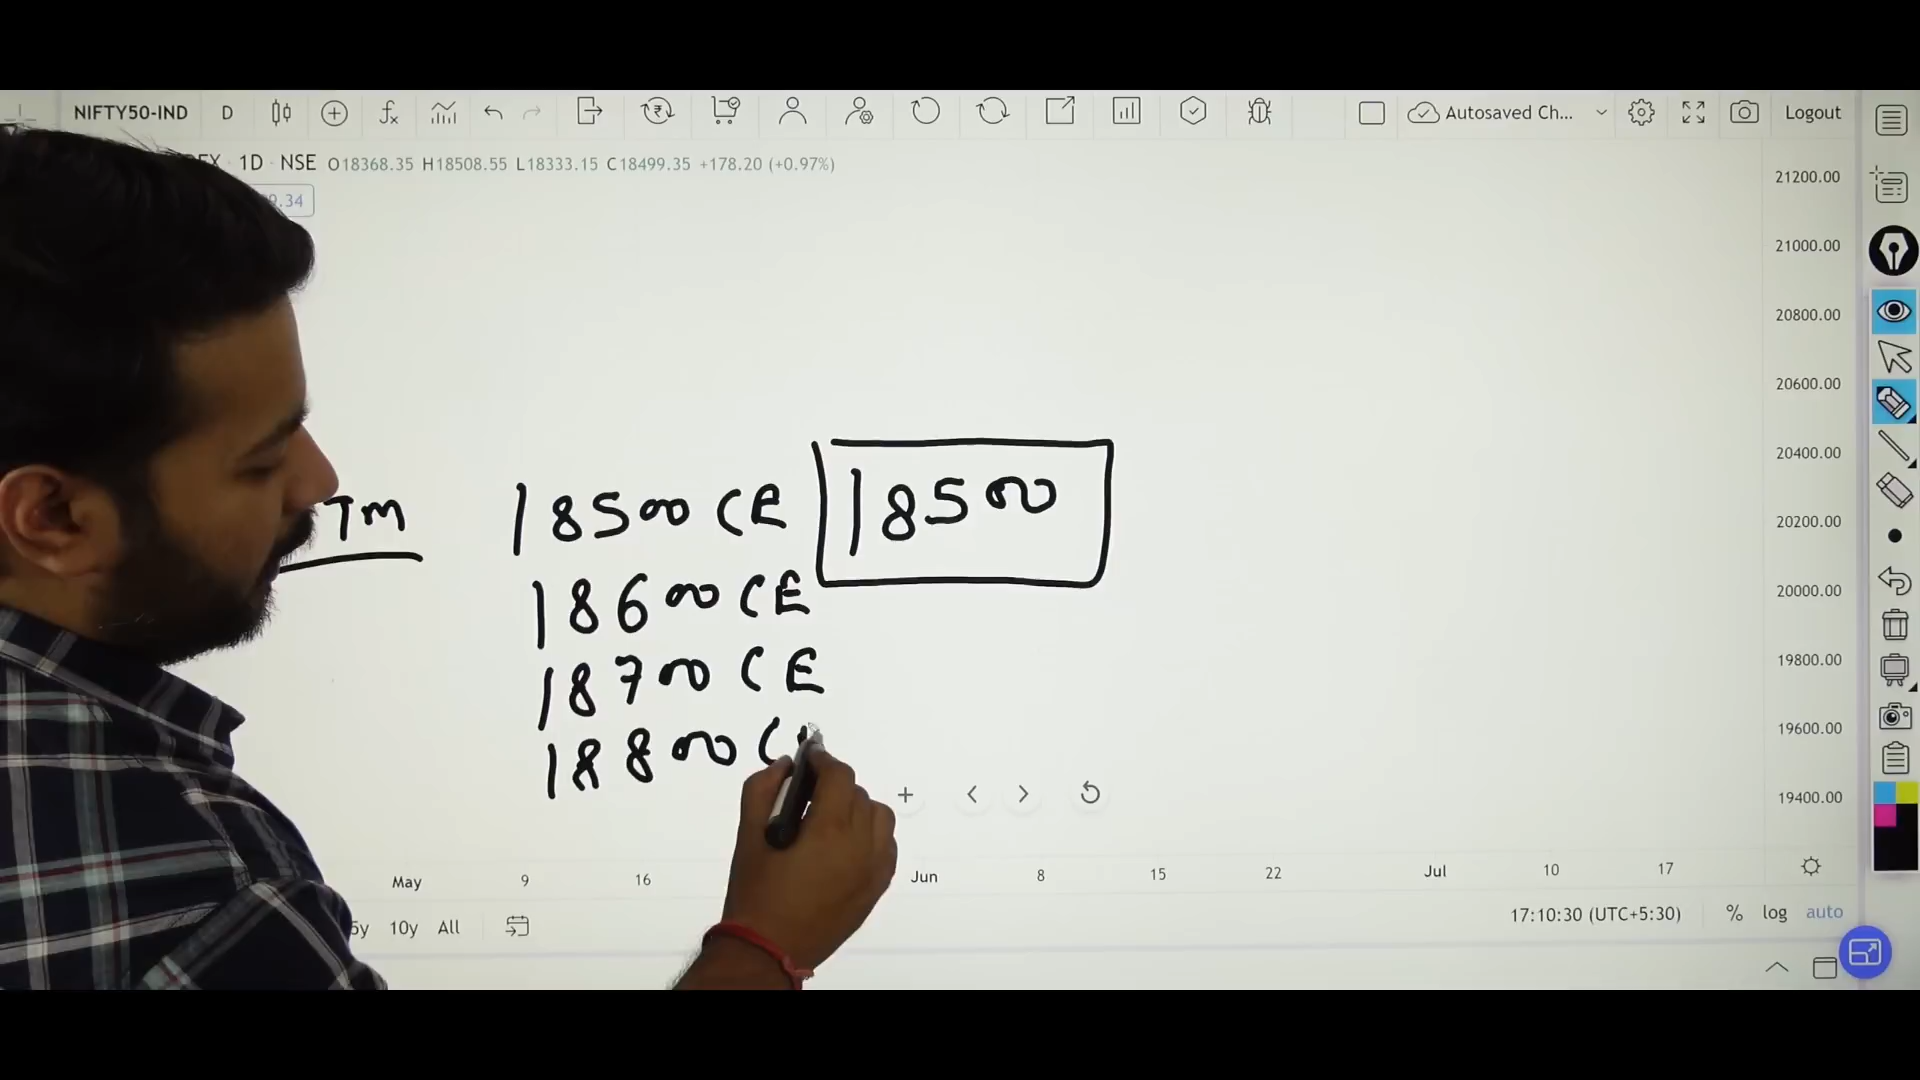 NIFTY50-IND D Autosaved Ch... Logout
1D · NSE O18368.35 H18508.55 L18333.15 C18499.35 +178.20 (+0.97%)
21200.00
21000.00
20800.00
20600.00
20400.00
20200.00
20000.00
19800.00
19600.00
19400.00
TM
18500 CE
18500
18600 CE
18700 CE
18800 C
May 9 16 Jun 8 15 22 Jul 10 17
10y All 17:10:30 (UTC+5:30) % log auto